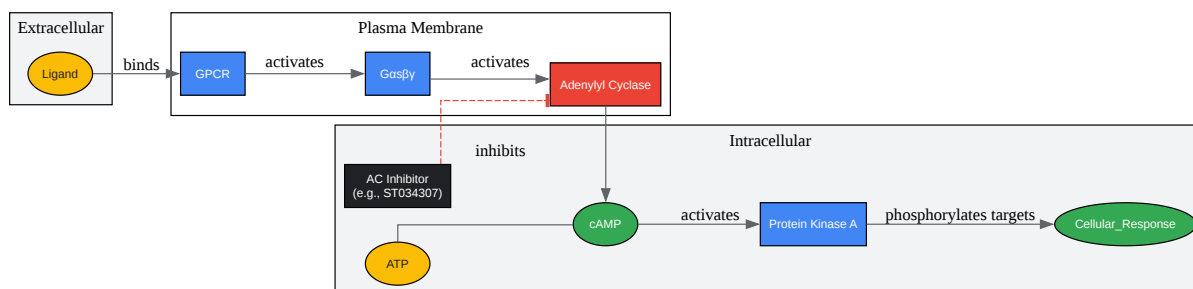 Extracellular
Plasma Membrane
Ligand
binds
GPCR
activates
Gαsβγ
activates
Adenylyl Cyclase
Intracellular
inhibits
AC Inhibitor
(e.g., ST034307)
cAMP
activates
Protein Kinase A
phosphorylates targets
Cellular_Response
ATP